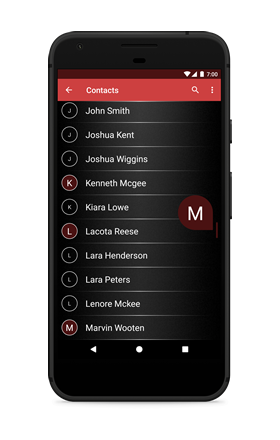 7:00
Contacts
J John Smith
J Joshua Kent
J Joshua Wiggins
K Kenneth Mcgee
K Kiara Lowe
M
L Lacota Reese
L Lara Henderson
L Lara Peters
L Lenore Mckee
M Marvin Wooten